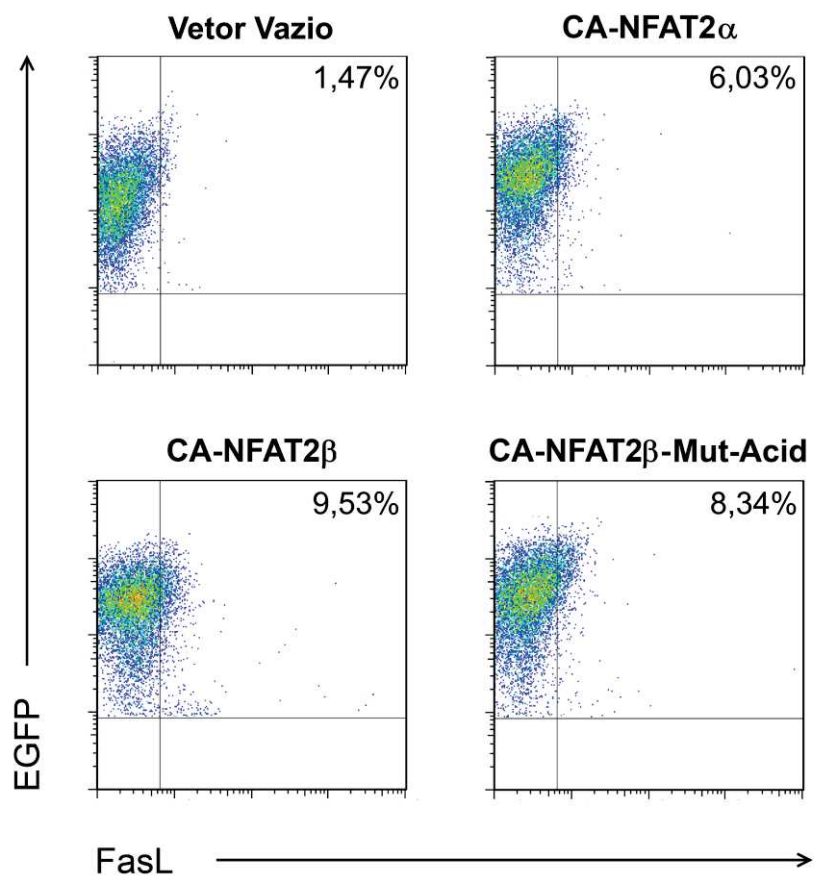 Vetor Vazio
1,47%
CA-NFAT2α
6,03%
CA-NFAT2β
9,53%
CA-NFAT2β-Mut-Acid
8,34%
EGFP
FasL